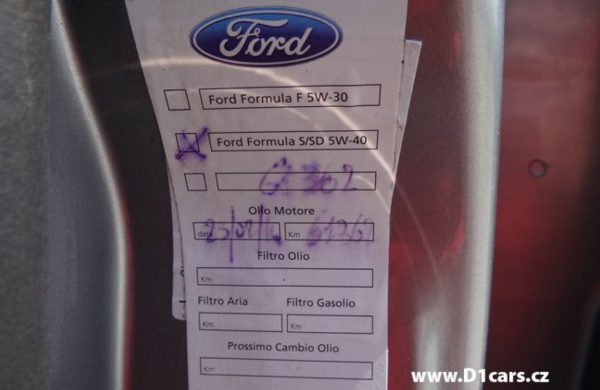 Ford
Ford Formula F 5W-30
Ford Formula S/SD 5W-40
Olio Motore
data Km
Filtro Olio
Km
Filtro Aria Filtro Gasolio
Km Km
Prossimo Cambio Olio
Km
www.D1cars.cz